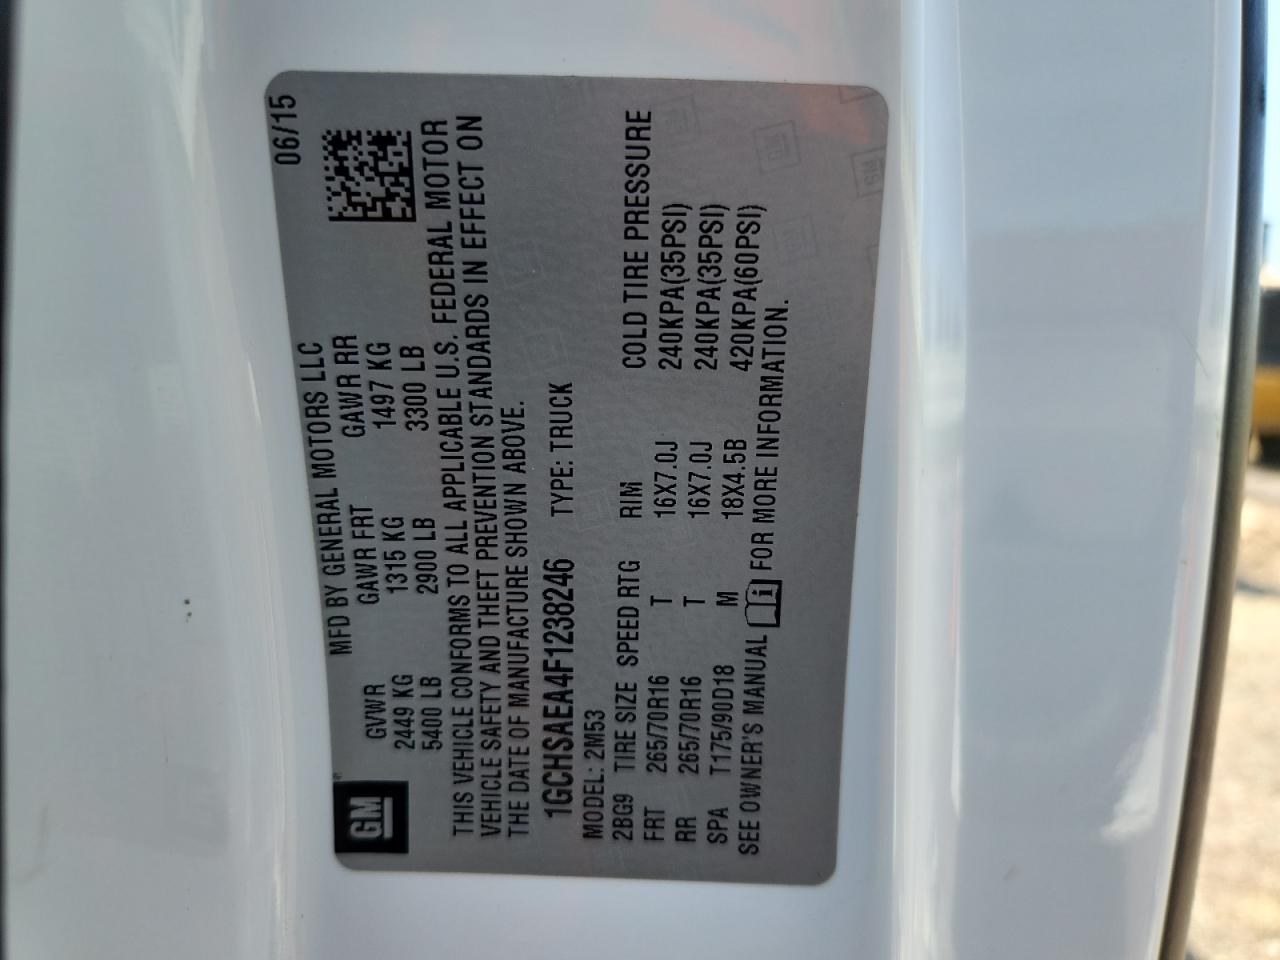 GM
MFD BY GENERAL MOTORS LLC 06/15
GVWR GAWR FRT GAWR RR
2449 KG 1315 KG 1497 KG
5400 LB 2900 LB 3300 LB
THIS VEHICLE CONFORMS TO ALL APPLICABLE U.S. FEDERAL MOTOR
VEHICLE SAFETY AND THEFT PREVENTION STANDARDS IN EFFECT ON
THE DATE OF MANUFACTURE SHOWN ABOVE.
1GCHSAEA4F1238246 TYPE: TRUCK
MODEL: 2M53
2BG9 TIRE SIZE SPEED RTG RIM COLD TIRE PRESSURE
FRT 265/70R16 T 16X7.0J 240KPA(35PSI)
RR 265/70R16 T 16X7.0J 240KPA(35PSI)
SPA T175/90D18 M 18X4.5B 420KPA(60PSI)
SEE OWNER'S MANUAL i FOR MORE INFORMATION.